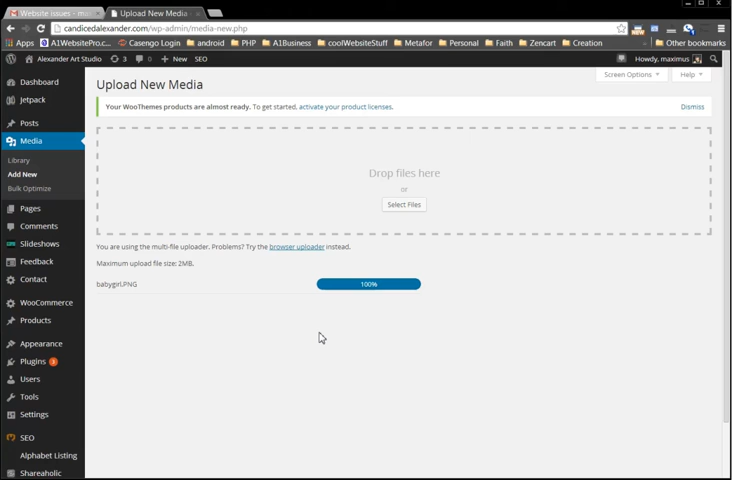 Website issues - ma
Upload New Media ‹
candicedalexander.com/wp-admin/media-new.php
Apps
A1WebsitePro.c...
Casengo Login
android
PHP
A1Business
coolWebsiteStuff
Metafor
Personal
Faith
Zencart
Creation
Other bookmarks
Alexander Art Studio
3
0
New
SEO
Howdy, maximus
Dashboard
Jetpack
Posts
Media
Library
Add New
Bulk Optimize
Pages
Comments
Slideshows
Feedback
Contact
WooCommerce
Products
Appearance
Plugins 3
Users
Tools
Settings
SEO
Alphabet Listing
Shareaholic
Screen Options
Help
Upload New Media
Your WooThemes products are almost ready. To get started, activate your product licenses.
Dismiss
Drop files here
or
Select Files
You are using the multi-file uploader. Problems? Try the browser uploader instead.
Maximum upload file size: 2MB.
babygirl.PNG
100%